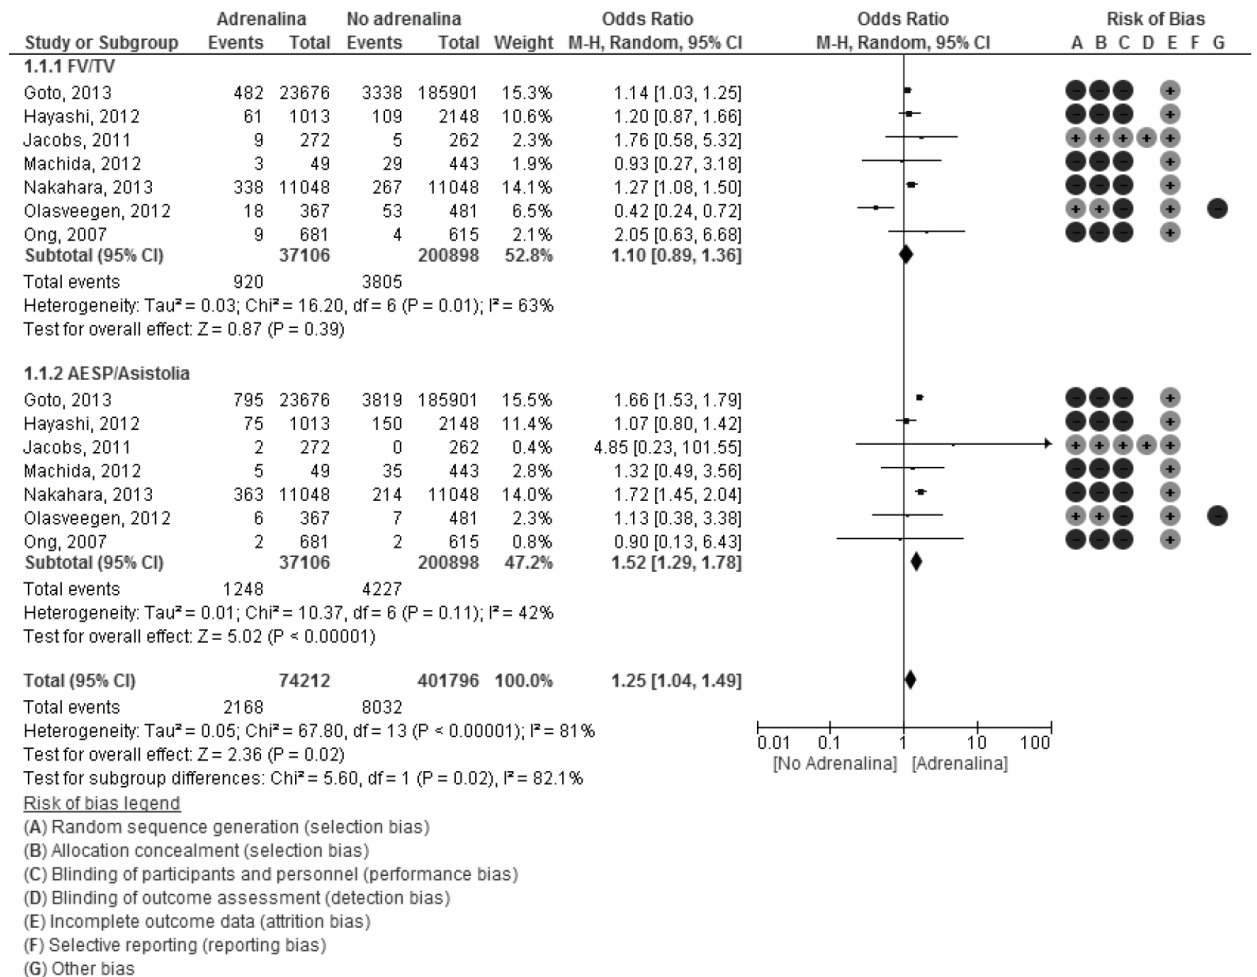 Adrenalina No adrenalina Odds Ratio Odds Ratio Risk of Bias
Study or Subgroup Events Total Events Total Weight M-H, Random, 95% CI M-H, Random, 95% CI A B C D E F G
1.1.1 FV/TV
Goto, 2013 482 23676 3338 185901 15.3% 1.14 [1.03, 1.25] - - - +
Hayashi, 2012 61 1013 109 2148 10.6% 1.20 [0.87, 1.66] - - - +
Jacobs, 2011 9 272 5 262 2.3% 1.76 [0.58, 5.32] + + + + +
Machida, 2012 3 49 29 443 1.9% 0.93 [0.27, 3.18] - - - +
Nakahara, 2013 338 11048 267 11048 14.1% 1.27 [1.08, 1.50] - - - +
Olasveegen, 2012 18 367 53 481 6.5% 0.42 [0.24, 0.72] + + - + -
Ong, 2007 9 681 4 615 2.1% 2.05 [0.63, 6.68] - - - +
Subtotal (95% CI) 37106 200898 52.8% 1.10 [0.89, 1.36]
Total events 920 3805
Heterogeneity: Tau² = 0.03; Chi² = 16.20, df = 6 (P = 0.01); I² = 63%
Test for overall effect: Z = 0.87 (P = 0.39)
1.1.2 AESP/Asistolia
Goto, 2013 795 23676 3819 185901 15.5% 1.66 [1.53, 1.79] - - - +
Hayashi, 2012 75 1013 150 2148 11.4% 1.07 [0.80, 1.42] - - - +
Jacobs, 2011 2 272 0 262 0.4% 4.85 [0.23, 101.55] + + + + +
Machida, 2012 5 49 35 443 2.8% 1.32 [0.49, 3.56] - - - +
Nakahara, 2013 363 11048 214 11048 14.0% 1.72 [1.45, 2.04] - - - +
Olasveegen, 2012 6 367 7 481 2.3% 1.13 [0.38, 3.38] + + - + -
Ong, 2007 2 681 2 615 0.8% 0.90 [0.13, 6.43] - - - +
Subtotal (95% CI) 37106 200898 47.2% 1.52 [1.29, 1.78]
Total events 1248 4227
Heterogeneity: Tau² = 0.01; Chi² = 10.37, df = 6 (P = 0.11); I² = 42%
Test for overall effect: Z = 5.02 (P < 0.00001)
Total (95% CI) 74212 401796 100.0% 1.25 [1.04, 1.49]
Total events 2168 8032
Heterogeneity: Tau² = 0.05; Chi² = 67.80, df = 13 (P < 0.00001); I² = 81%
Test for overall effect: Z = 2.36 (P = 0.02)
Test for subgroup differences: Chi² = 5.60, df = 1 (P = 0.02), I² = 82.1%
0.01 0.1 1 10 100
[No Adrenalina] [Adrenalina]
Risk of bias legend
(A) Random sequence generation (selection bias)
(B) Allocation concealment (selection bias)
(C) Blinding of participants and personnel (performance bias)
(D) Blinding of outcome assessment (detection bias)
(E) Incomplete outcome data (attrition bias)
(F) Selective reporting (reporting bias)
(G) Other bias